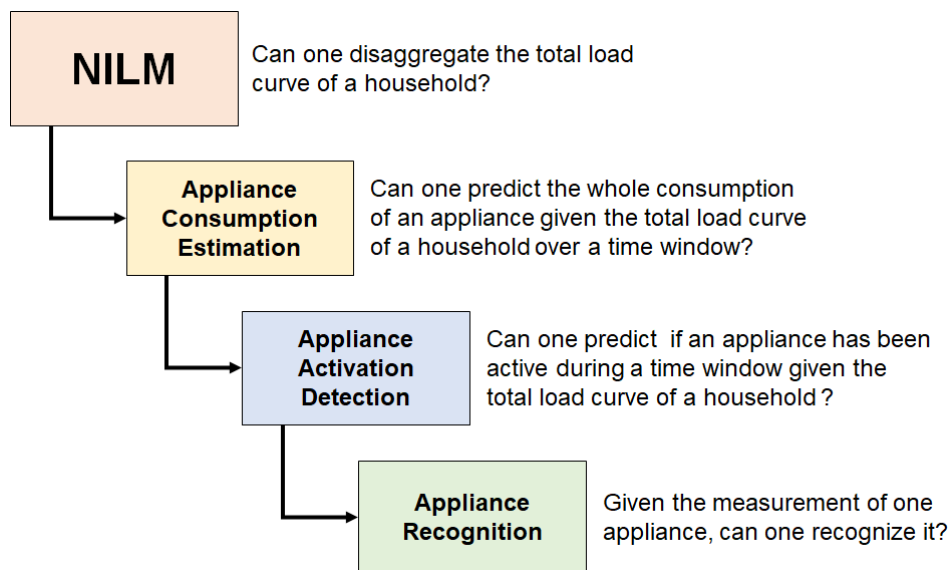 NILM
Can one disaggregate the total load
curve of a household?
Appliance
Consumption
Estimation
Can one predict the whole consumption
of an appliance given the total load curve
of a household over a time window?
Appliance
Activation
Detection
Can one predict  if an appliance has been
active during a time window given the
total load curve of a household ?
Appliance
Recognition
Given the measurement of one
appliance, can one recognize it?